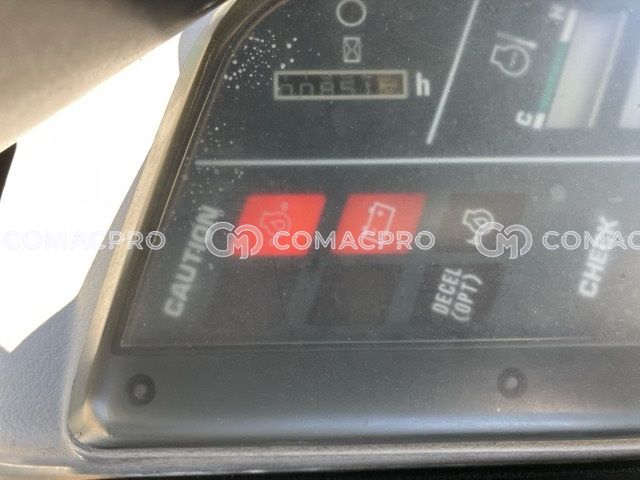 h
H
C
CAUTION
COMACPRO
COMACPRO
COMACPRO
DECEL
(OPT)
CHECK